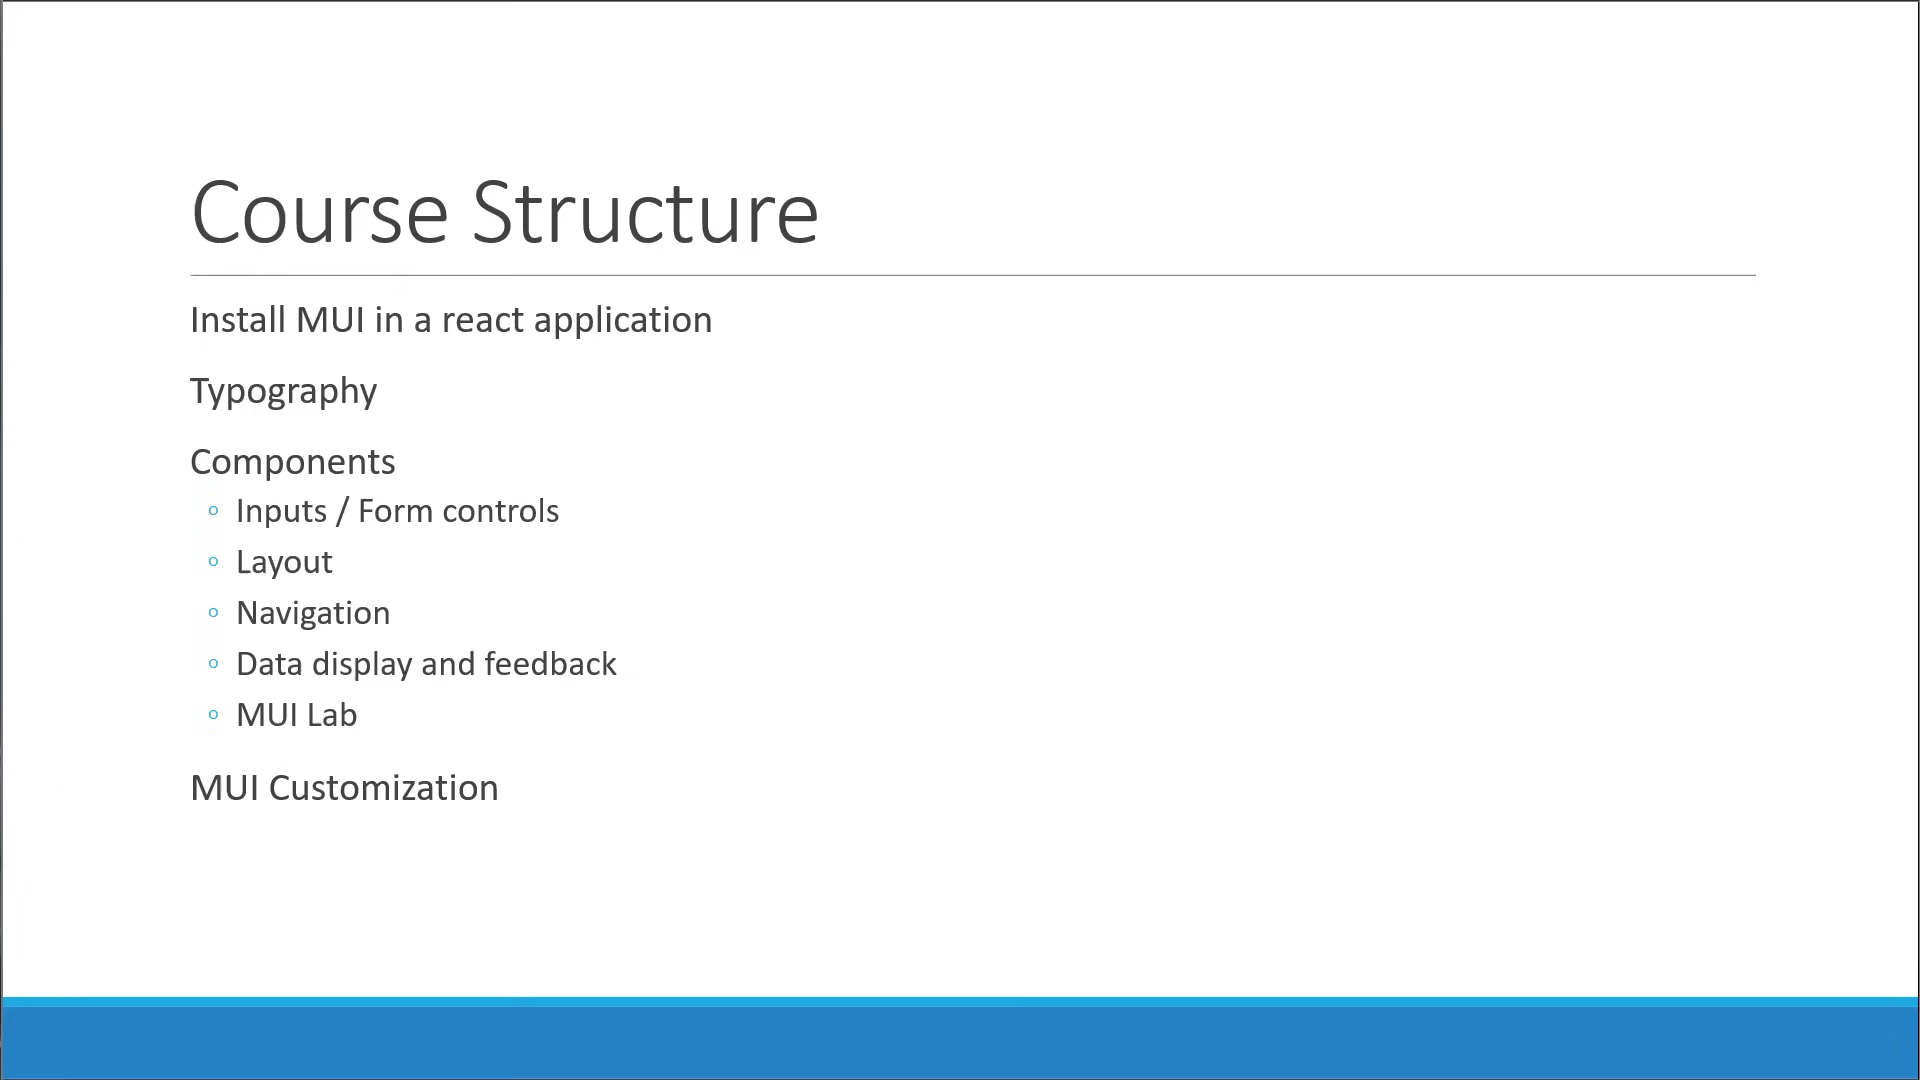 Course Structure
Install MUI in a react application
Typography
Components
◦ Inputs / Form controls
◦ Layout
◦ Navigation
◦ Data display and feedback
◦ MUI Lab
MUI Customization